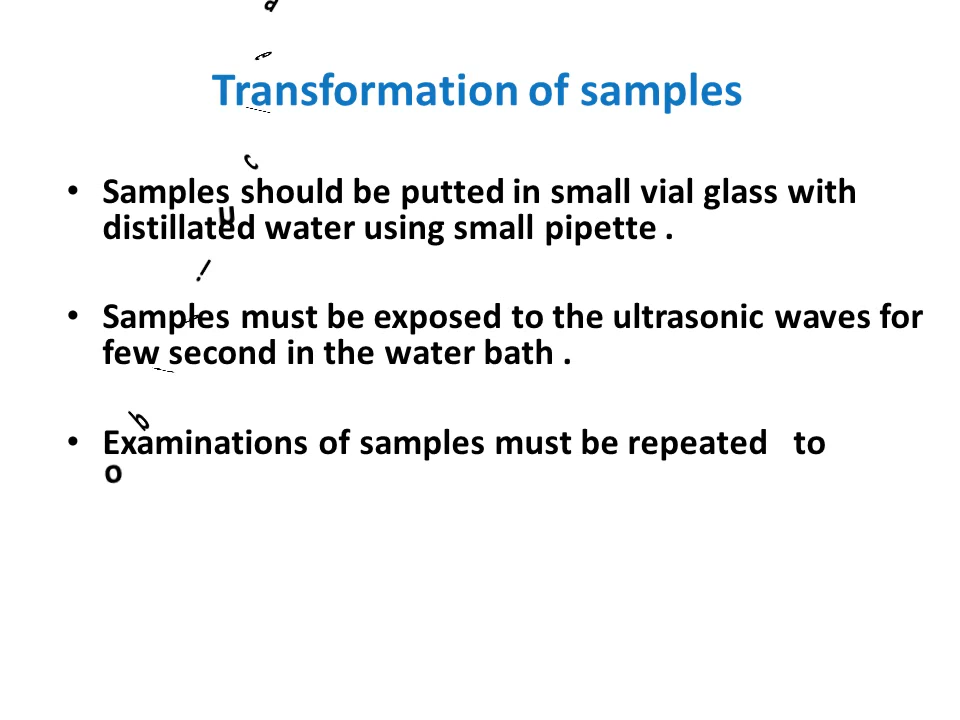 Transformation of samples
• Samples should be putted in small vial glass with
distillated water using small pipette .
• Samples must be exposed to the ultrasonic waves for
few second in the water bath .
• Examinations of samples must be repeated to
o